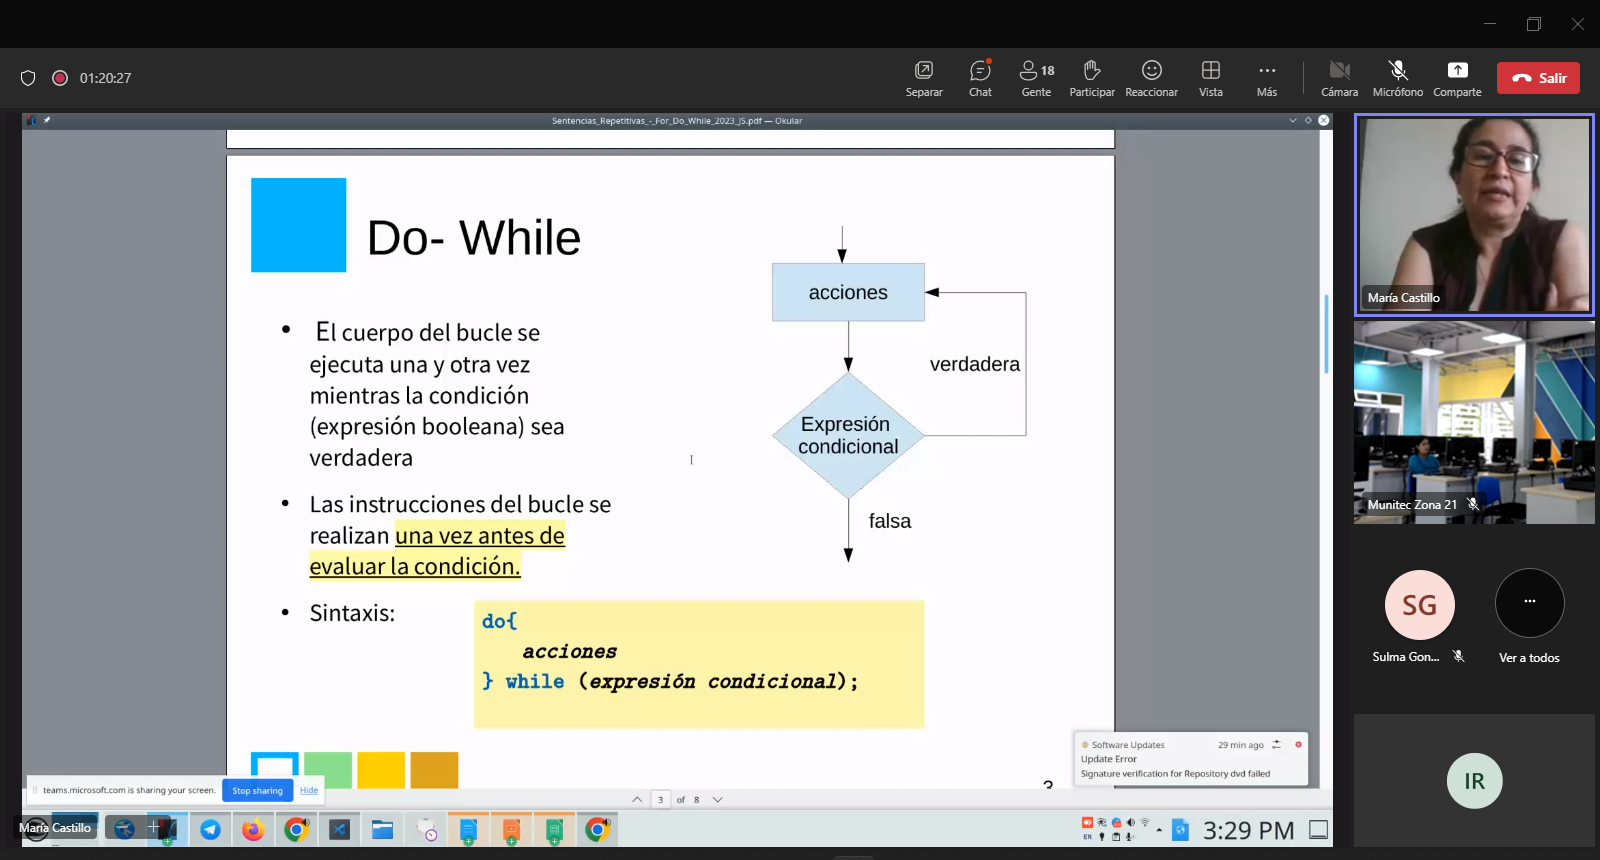 01:20:27
Separar
Chat
18
Gente
Participar
Reaccionar
Vista
Más
Cámara
Micrófono
Comparte
Salir
Sentencias_Repetitivas_-_For_Do_While_2023_JS.pdf — Okular
Do- While
• El cuerpo del bucle se
ejecuta una y otra vez
mientras la condición
(expresión booleana) sea
verdadera
• Las instrucciones del bucle se
realizan una vez antes de
evaluar la condición.
• Sintaxis:
do{
acciones
} while (expresión condicional);
acciones
verdadera
Expresión
condicional
falsa
3
Software Updates
29 min ago
Update Error
Signature verification for Repository dvd failed
teams.microsoft.com is sharing your screen.
Stop sharing
Hide
3 of 8
María Castillo
EN
3:29 PM
María Castillo
Munitec Zona 21
SG
Sulma Gon...
...
Ver a todos
IR